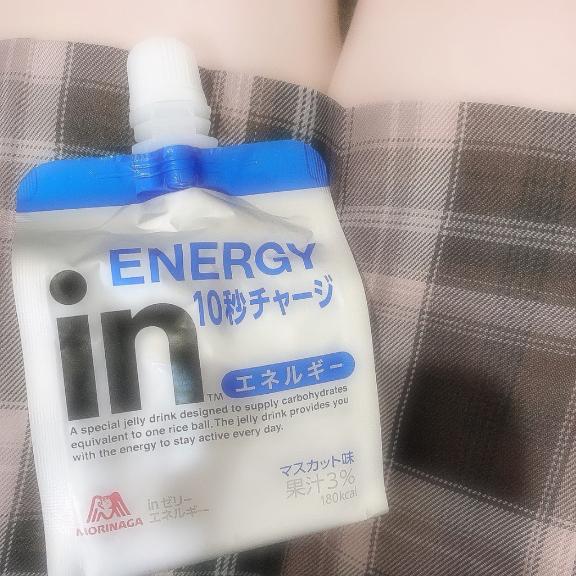 ENERGY
10秒チャージ
in
TM
エネルギー
A special jelly drink designed to supply carbohydrates
equivalent to one rice ball. The jelly drink provides you
with the energy to stay active every day.
マスカット味
果汁3%
180kcal
MORINAGA
inゼリー
エネルギー